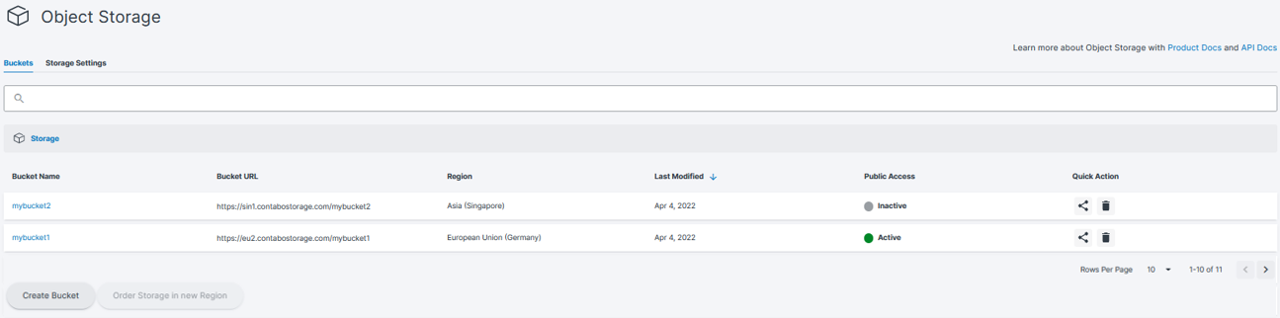 Object Storage
Learn more about Object Storage with Product Docs and API Docs
Buckets Storage Settings
Storage
Bucket Name Bucket URL Region Last Modified Public Access Quick Action
mybucket2 https://sin1.contabostorage.com/mybucket2 Asia (Singapore) Apr 4, 2022 Inactive
mybucket1 https://eu2.contabostorage.com/mybucket1 European Union (Germany) Apr 4, 2022 Active
Rows Per Page 10 1-10 of 11
Create Bucket Order Storage in new Region